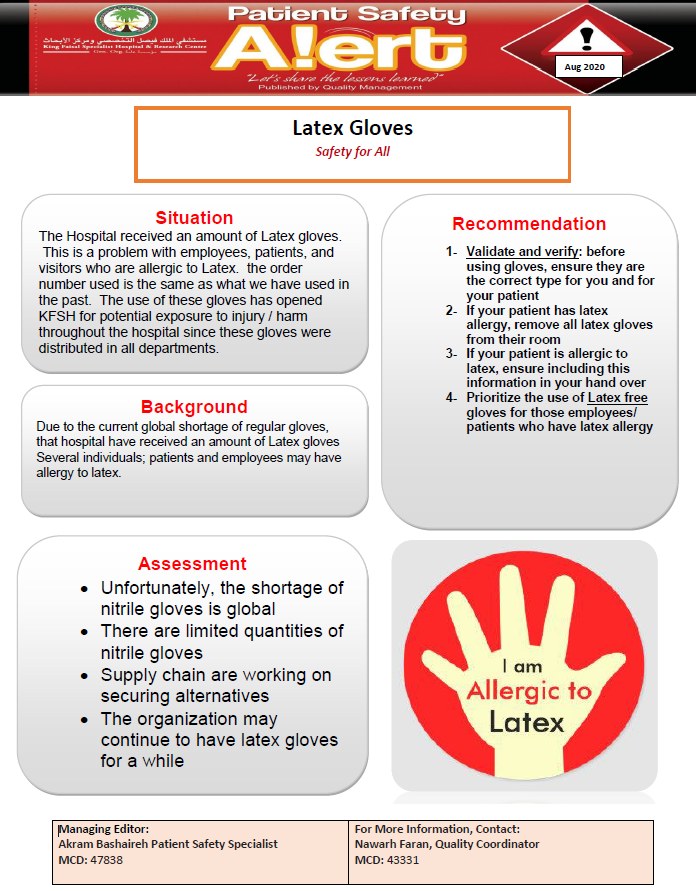 Patient Safety
A!ert
"Let's share the lessons learned"
Published by Quality Management
مستشفى الملك فيصل التخصصي ومركز الأبحاث
King Faisal Specialist Hospital & Research Centre
Gen. Org.
Aug 2020
Latex Gloves
Safety for All
Situation
The Hospital received an amount of Latex gloves.
This is a problem with employees, patients, and
visitors who are allergic to Latex.  the order
number used is the same as what we have used in
the past.  The use of these gloves has opened
KFSH for potential exposure to injury / harm
throughout the hospital since these gloves were
distributed in all departments.
Background
Due to the current global shortage of regular gloves,
that hospital have received an amount of Latex gloves
Several individuals; patients and employees may have
allergy to latex.
Assessment
• Unfortunately, the shortage of
nitrile gloves is global
• There are limited quantities of
nitrile gloves
• Supply chain are working on
securing alternatives
• The organization may
continue to have latex gloves
for a while
Recommendation
1- Validate and verify: before
using gloves, ensure they are
the correct type for you and for
your patient
2- If your patient has latex
allergy, remove all latex gloves
from their room
3- If your patient is allergic to
latex, ensure including this
information in your hand over
4- Prioritize the use of Latex free
gloves for those employees/
patients who have latex allergy
I am
Allergic to
Latex
Managing Editor:
Akram Bashaireh Patient Safety Specialist
MCD: 47838
For More Information, Contact:
Nawarh Faran, Quality Coordinator
MCD: 43331